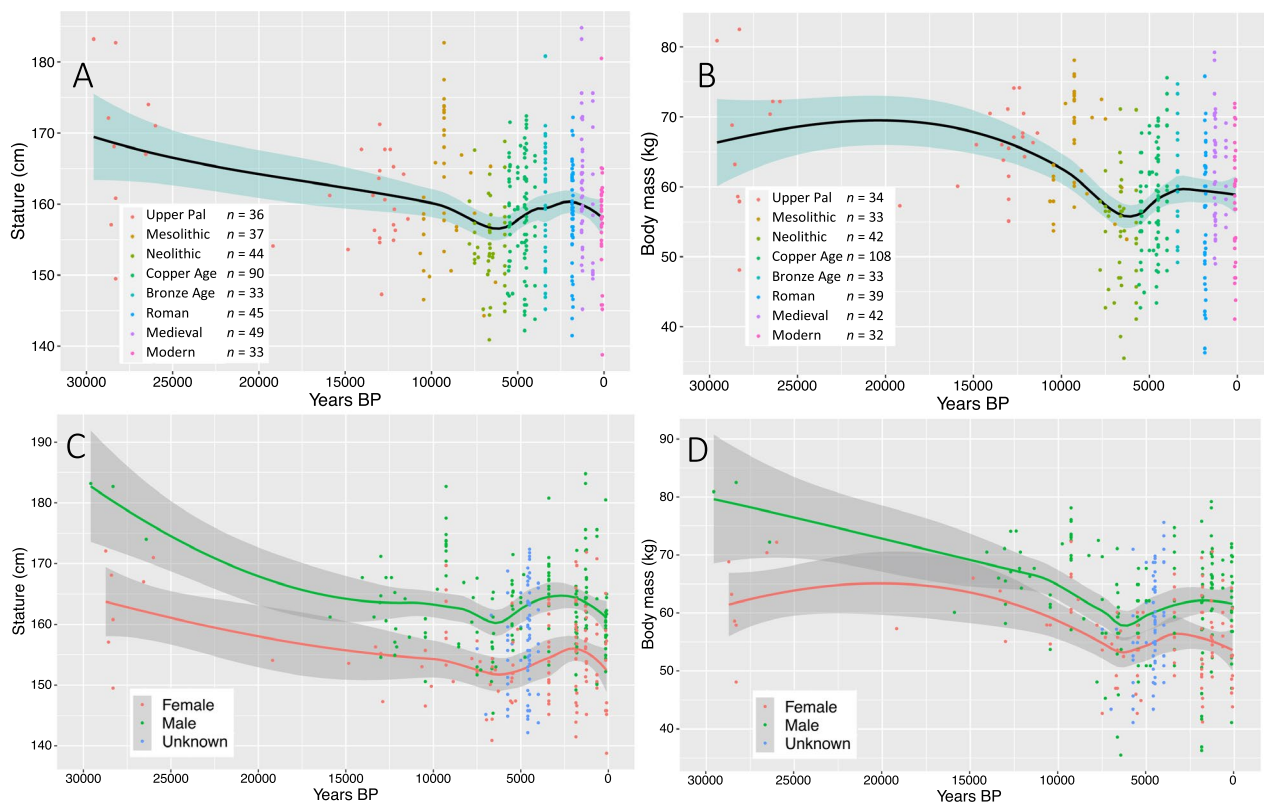 A
Stature (cm)
180
170
160
150
140
Upper Pal n = 36
Mesolithic n = 37
Neolithic n = 44
Copper Age n = 90
Bronze Age n = 33
Roman n = 45
Medieval n = 49
Modern n = 33
30000 25000 20000 15000 10000 5000 0
Years BP
B
Body mass (kg)
80
70
60
50
40
Upper Pal n = 34
Mesolithic n = 33
Neolithic n = 42
Copper Age n = 108
Bronze Age n = 33
Roman n = 39
Medieval n = 42
Modern n = 32
30000 25000 20000 15000 10000 5000 0
Years BP
C
Stature (cm)
190
180
170
160
150
140
Female
Male
Unknown
30000 25000 20000 15000 10000 5000 0
Years BP
D
Body mass (kg)
90
80
70
60
50
40
Female
Male
Unknown
30000 25000 20000 15000 10000 5000 0
Years BP